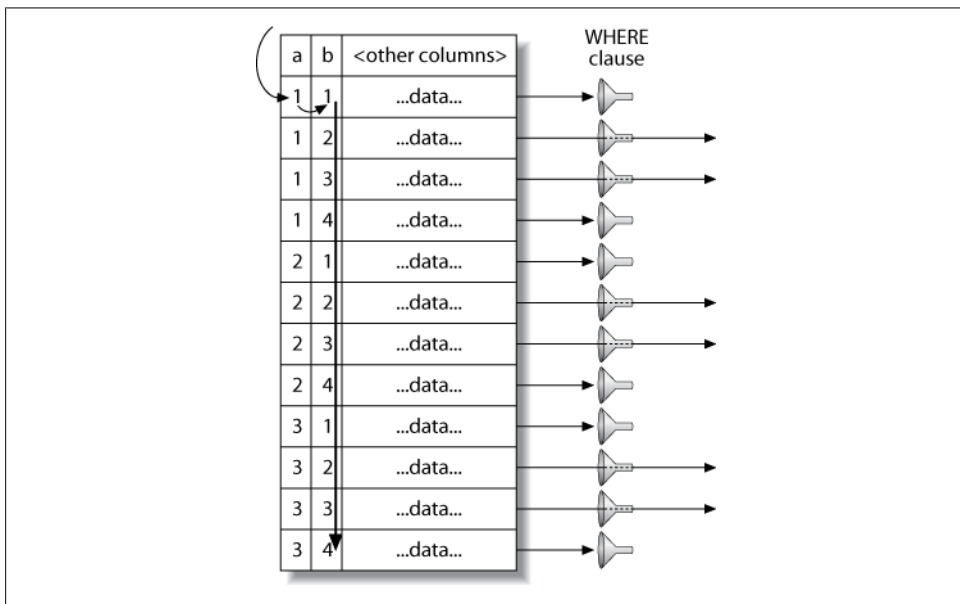 WHERE
clause
a b <other columns>
1 1 ...data...
1 2 ...data...
1 3 ...data...
1 4 ...data...
2 1 ...data...
2 2 ...data...
2 3 ...data...
2 4 ...data...
3 1 ...data...
3 2 ...data...
3 3 ...data...
3 4 ...data...